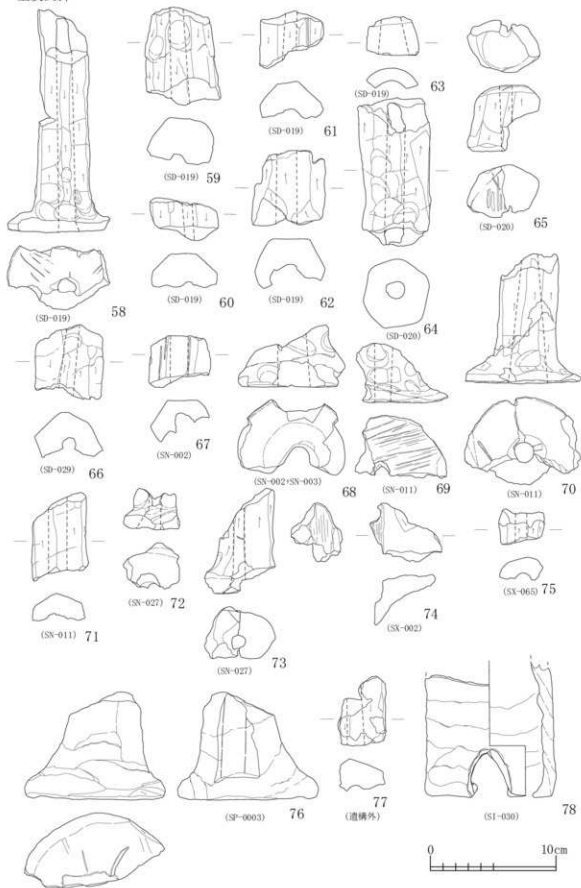 (SD-019) 58
(SD-019) 59
(SD-019) 60
(SD-019) 61
(SD-019) 62
(SD-019) 63
(SD-020) 64
(SD-020) 65
(SD-029) 66
(SN-002) 67
(SN-002+SN-003) 68
(SN-011) 69
(SN-011) 70
(SN-011) 71
(SN-027) 72
(SN-027) 73
(SX-002) 74
(SX-065) 75
(SP-0003) 76
(遺構外) 77
(SI-030) 78
0 10cm